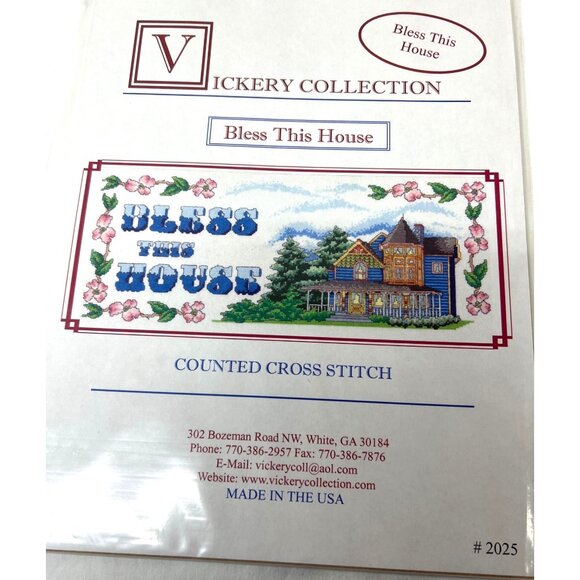 Bless This
House
VICKERY COLLECTION
Bless This House
BLESS
THIS
HOUSE
COUNTED CROSS STITCH
302 Bozeman Road NW, White, GA 30184
Phone: 770-386-2957 Fax: 770-386-7876
E-Mail: vickerycoll@aol.com
Website: www.vickerycollection.com
MADE IN THE USA
# 2025